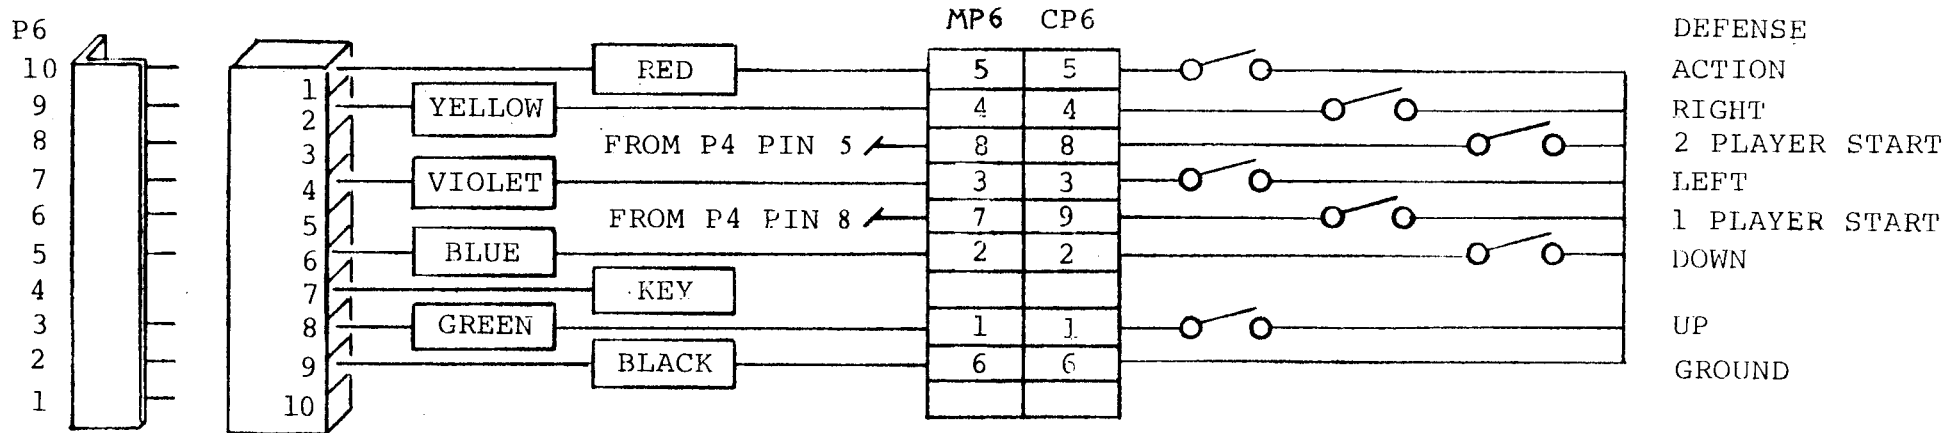 MP6 CP6
P6 DEFENSE
10 RED 5 5 ACTION
1
9 YELLOW 4 4 RIGHT
2
8 FROM P4 PIN 5 8 8 2 PLAYER START
3
7 VIOLET 3 3 LEFT
4
6 FROM P4 PIN 8 7 9 1 PLAYER START
5
5 BLUE 2 2 DOWN
6
4 KEY
7
3 8 GREEN 1 1 UP
2 9 BLACK 6 6 GROUND
1 10